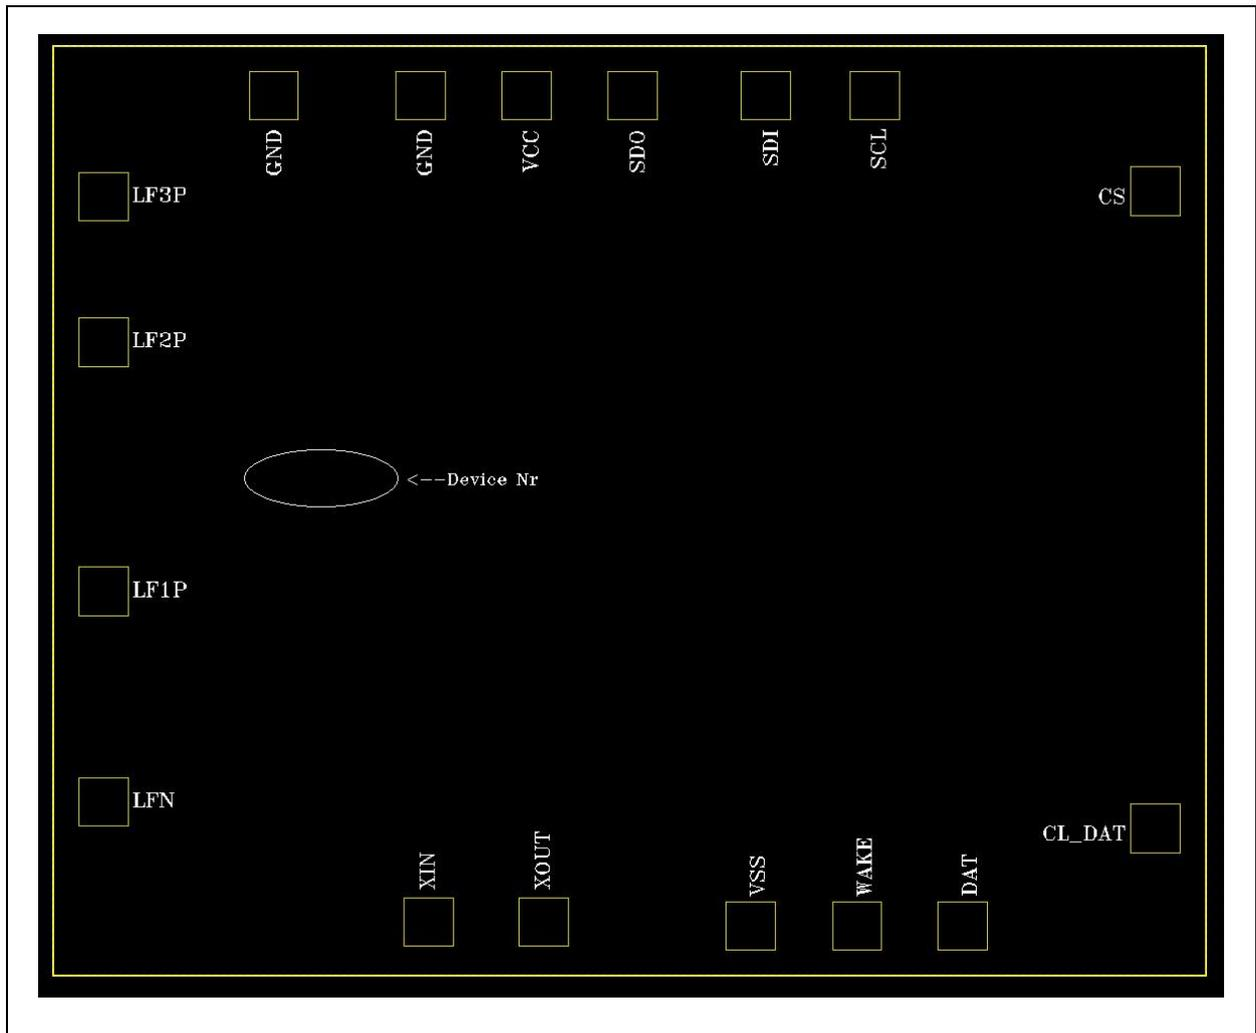 GND
GND
VCC
SDO
SDI
SCL
LF3P
CS
LF2P
<--Device Nr
LF1P
LFN
CL_DAT
XIN
XOUT
VSS
WAKE
DAT